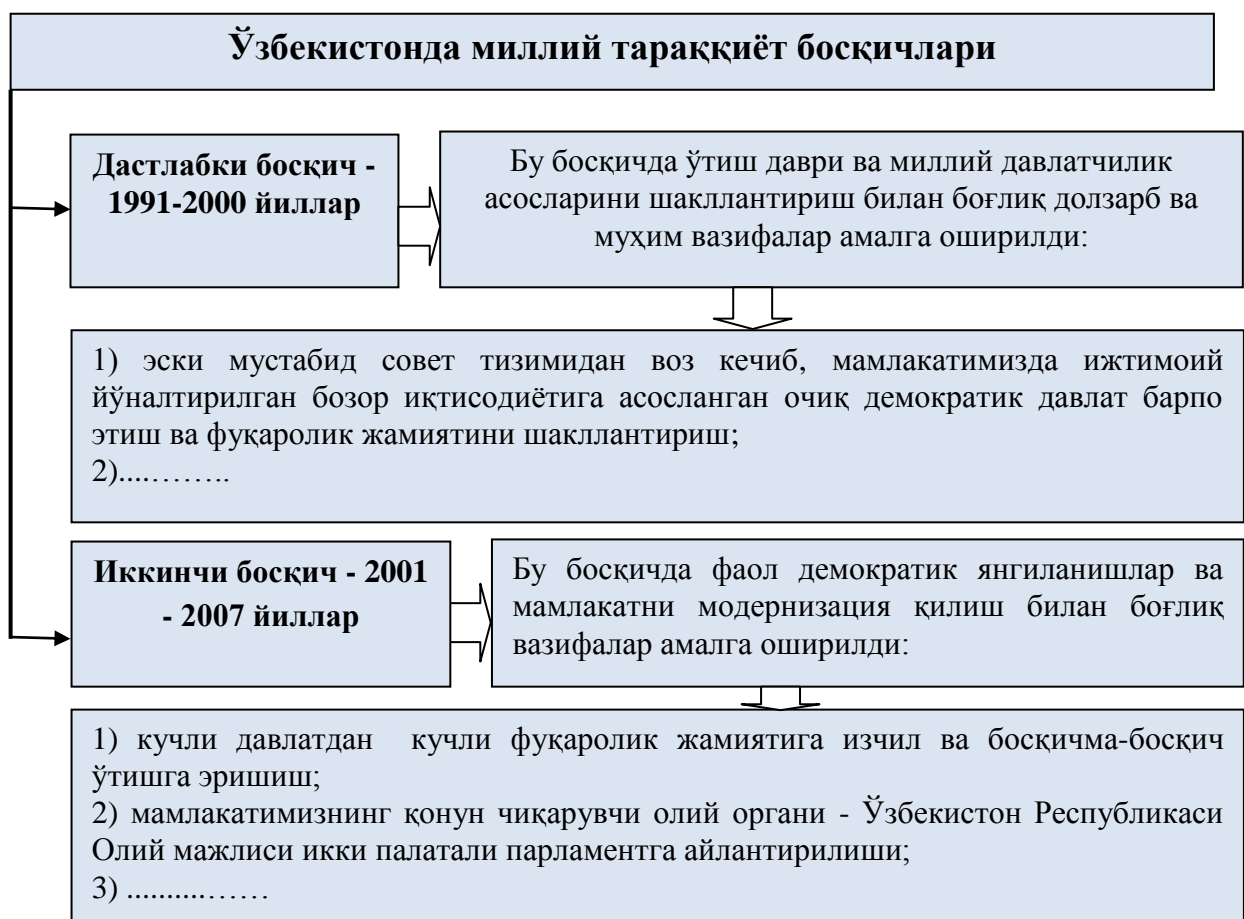 Ўзбекистонда миллий тараққиёт босқичлари
Дастлабки босқич -
1991-2000 йиллар
Бу босқичда ўтиш даври ва миллий давлатчилик
асосларини шакллантириш билан боғлиқ долзарб ва
муҳим вазифалар амалга оширилди:
1) эски мустабид совет тизимидан воз кечиб, мамлакатимизда ижтимоий
йўналтирилган бозор иқтисодиётига асосланган очиқ демократик давлат барпо
этиш ва фуқаролик жамиятини шакллантириш;
2)....……..
Иккинчи босқич - 2001
- 2007 йиллар
Бу босқичда фаол демократик янгиланишлар ва
мамлакатни модернизация қилиш билан боғлиқ
вазифалар амалга оширилди:
1) кучли давлатдан кучли фуқаролик жамиятига изчил ва босқичма-босқич
ўтишга эришиш;
2) мамлакатимизнинг қонун чиқарувчи олий органи - Ўзбекистон Республикаси
Олий мажлиси икки палатали парламентга айлантирилиши;
3) ..........……